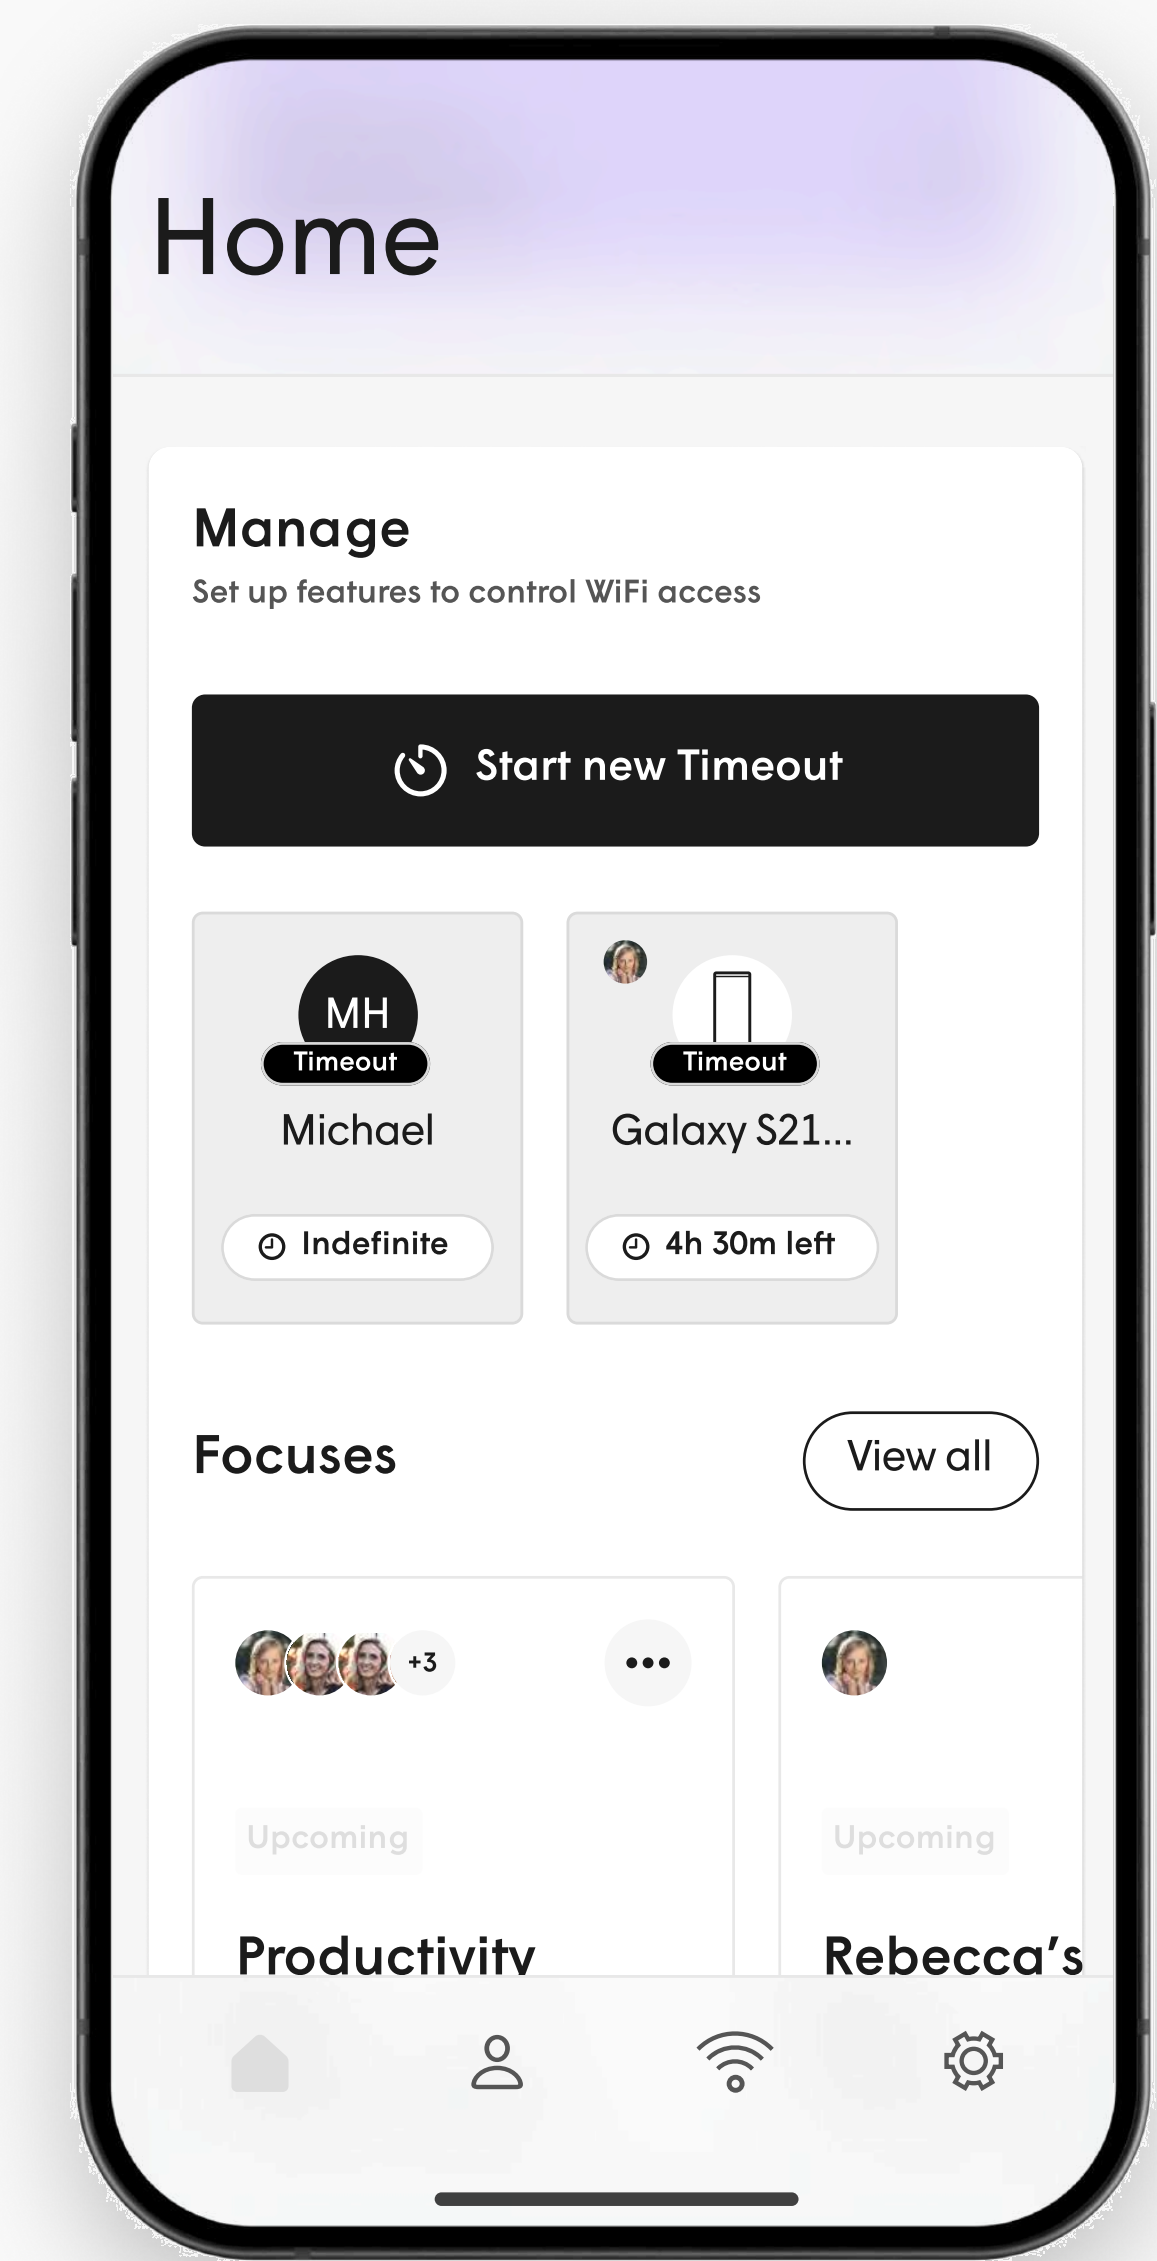 Home
Manage
Set up features to control WiFi access
Start new Timeout
MH
Timeout
Michael
Indefinite
Timeout
Galaxy S21...
4h 30m left
Focuses
View all
+3
Upcoming
Productivity
Upcoming
Rebecca’s